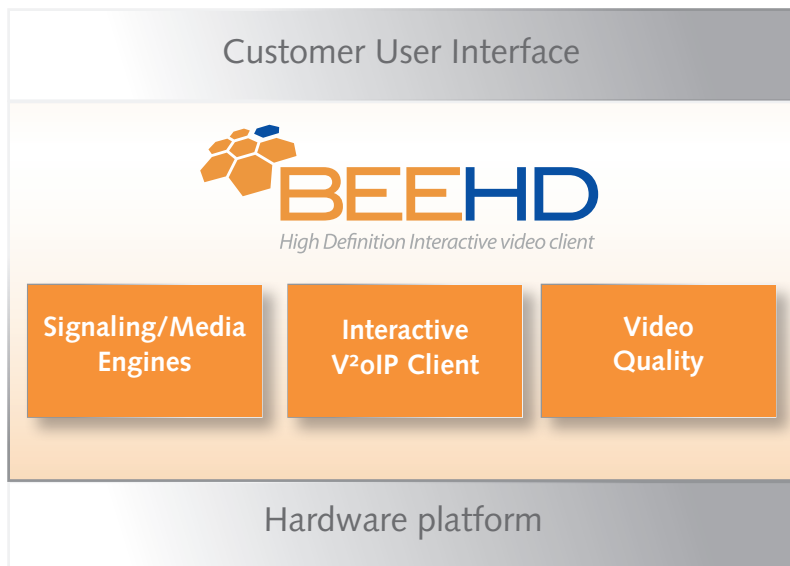 Customer User Interface
BEEHD
High Definition Interactive video client
Signaling/Media
Engines
Interactive
V²oIP Client
Video
Quality
Hardware platform